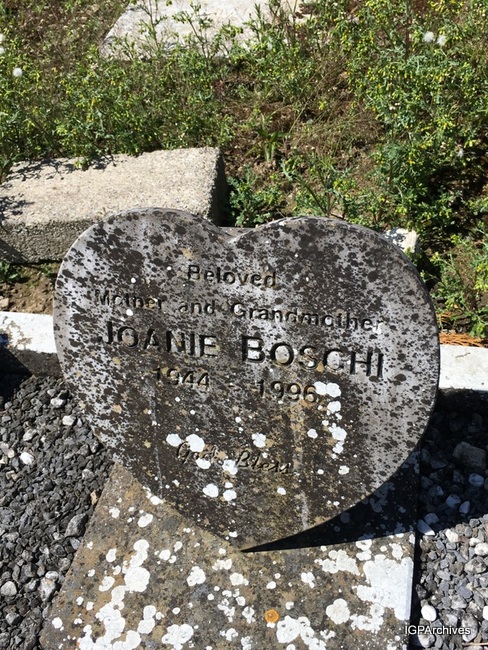 Beloved
Mother and Grandmother
JOANIE BOSCHI
1944 1996
God Bless
IGPArchives